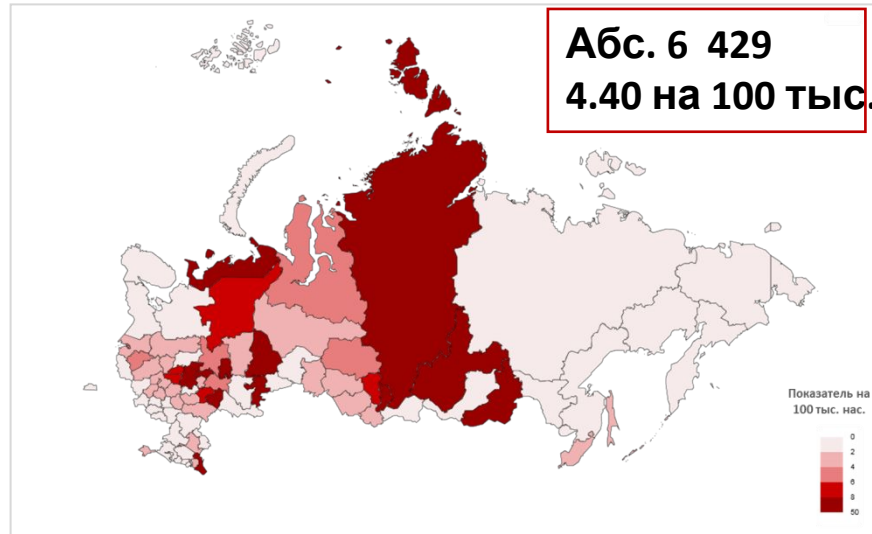 Абс. 6 429
4.40 на 100 тыс.
Показатель на
100 тыс. нас.
0
2
4
6
8
50